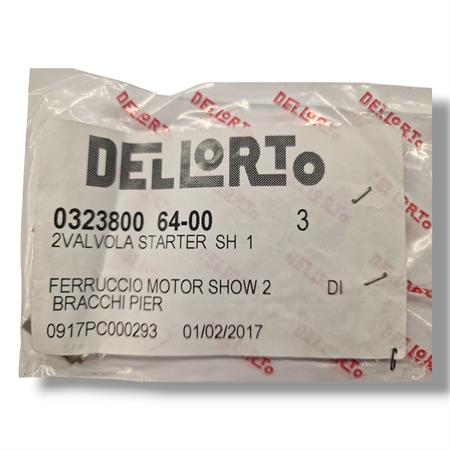 DELLORTO
0323800 64-00 3
2VALVOLA STARTER SH 1
FERRUCCIO MOTOR SHOW 2 DI
BRACCHI PIER
0917PC000293 01/02/2017
6